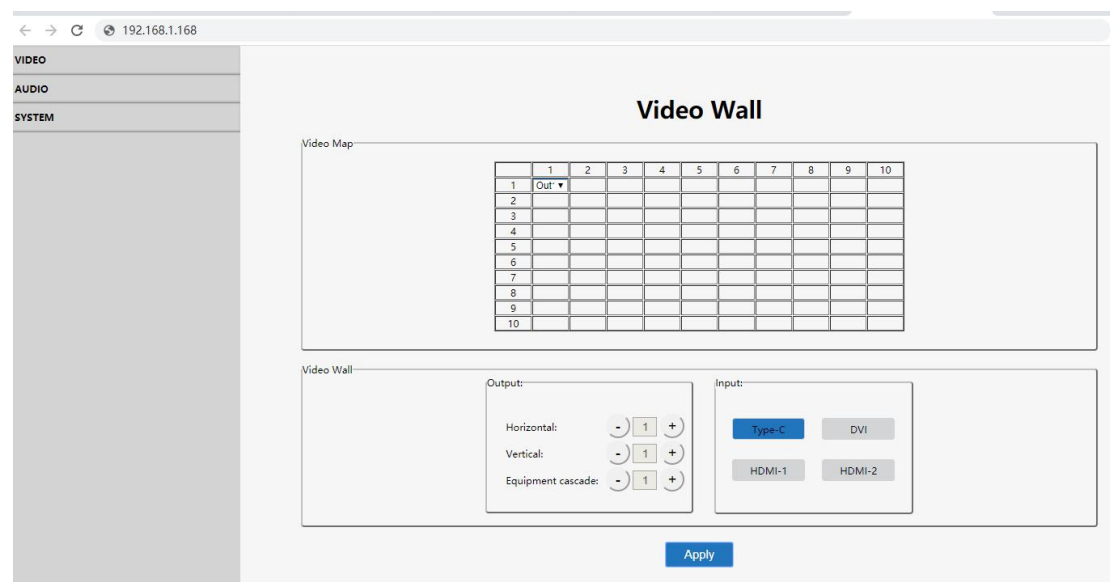 192.168.1.168
VIDEO
AUDIO
SYSTEM
Video Wall
Video Map
1 2 3 4 5 6 7 8 9 10
1 Out
2
3
4
5
6
7
8
9
10
Video Wall
Output:
Input:
Horizontal: - 1 +
Type-C DVI
Vertical: - 1 +
HDMI-1 HDMI-2
Equipment cascade: - 1 +
Apply